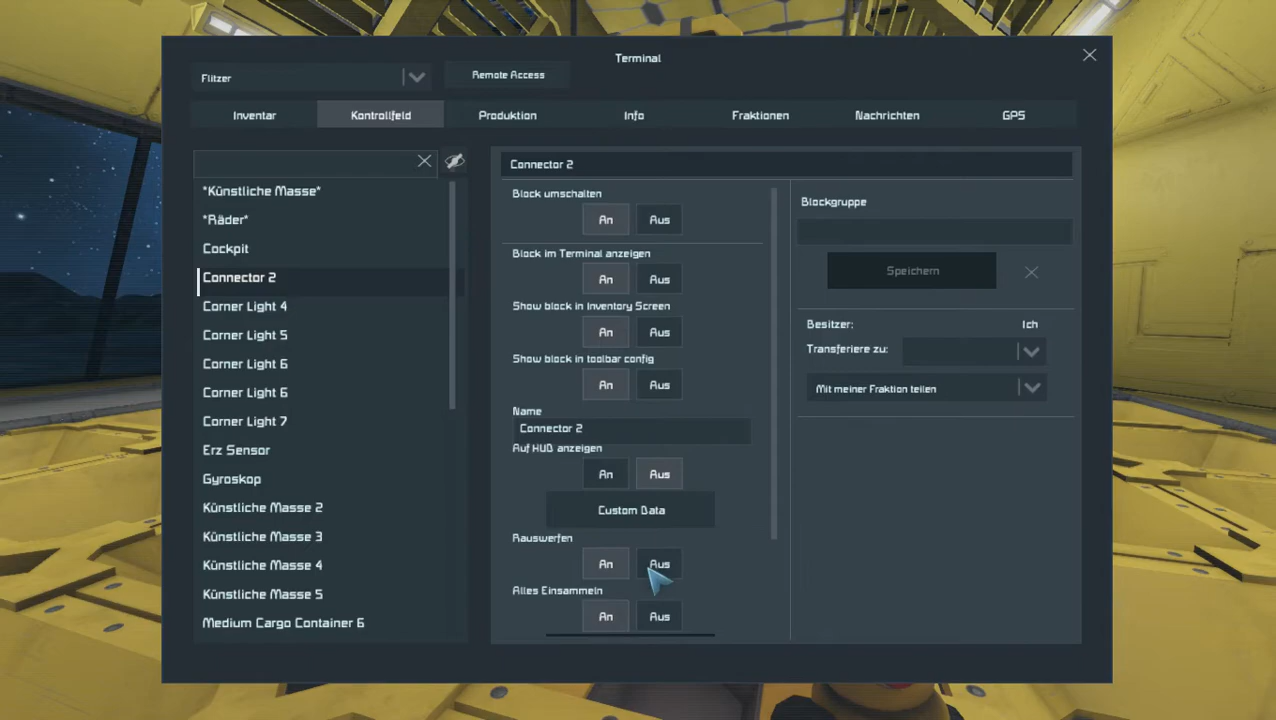 Terminal
Flitzer
Remote Access
Inventar
Kontrollfeld
Produktion
Info
Fraktionen
Nachrichten
GPS
*Künstliche Masse*
*Räder*
Cockpit
Connector 2
Corner Light 4
Corner Light 5
Corner Light 6
Corner Light 6
Corner Light 7
Erz Sensor
Gyroskop
Künstliche Masse 2
Künstliche Masse 3
Künstliche Masse 4
Künstliche Masse 5
Medium Cargo Container 6
Connector 2
Block umschalten
An Aus
Block im Terminal anzeigen
An Aus
Show block in Inventory Screen
An Aus
Show block in toolbar config
An Aus
Name
Connector 2
Auf HUD anzeigen
An Aus
Custom Data
Rauswerfen
An Aus
Alles Einsammeln
An Aus
Blockgruppe
Speichern
Besitzer: Ich
Transferiere zu:
Mit meiner Fraktion teilen